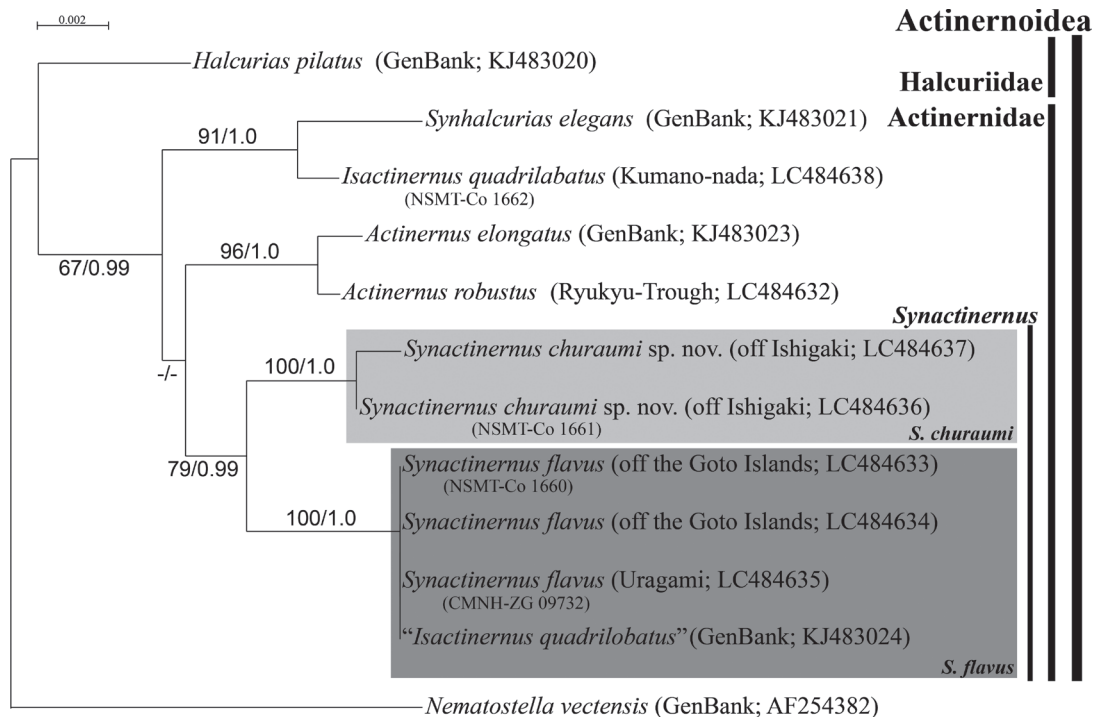 0.002
Actinernoidea
Halcurias pilatus (GenBank; KJ483020)
Halcuriidae
Synhalcurias elegans (GenBank; KJ483021)
Actinernidae
91/1.0
Isactinernus quadrilabatus (Kumano-nada; LC484638)
(NSMT-Co 1662)
Actinernus elongatus (GenBank; KJ483023)
96/1.0
67/0.99
Actinernus robustus (Ryukyu-Trough; LC484632)
Synactinernus
Synactinernus churaumi sp. nov. (off Ishigaki; LC484637)
100/1.0
-/-
Synactinernus churaumi sp. nov. (off Ishigaki; LC484636)
(NSMT-Co 1661)
S. churaumi
79/0.99
Synactinernus flavus (off the Goto Islands; LC484633)
(NSMT-Co 1660)
100/1.0
Synactinernus flavus (off the Goto Islands; LC484634)
Synactinernus flavus (Uragami; LC484635)
(CMNH-ZG 09732)
“Isactinernus quadrilobatus” (GenBank; KJ483024)
S. flavus
Nematostella vectensis (GenBank; AF254382)